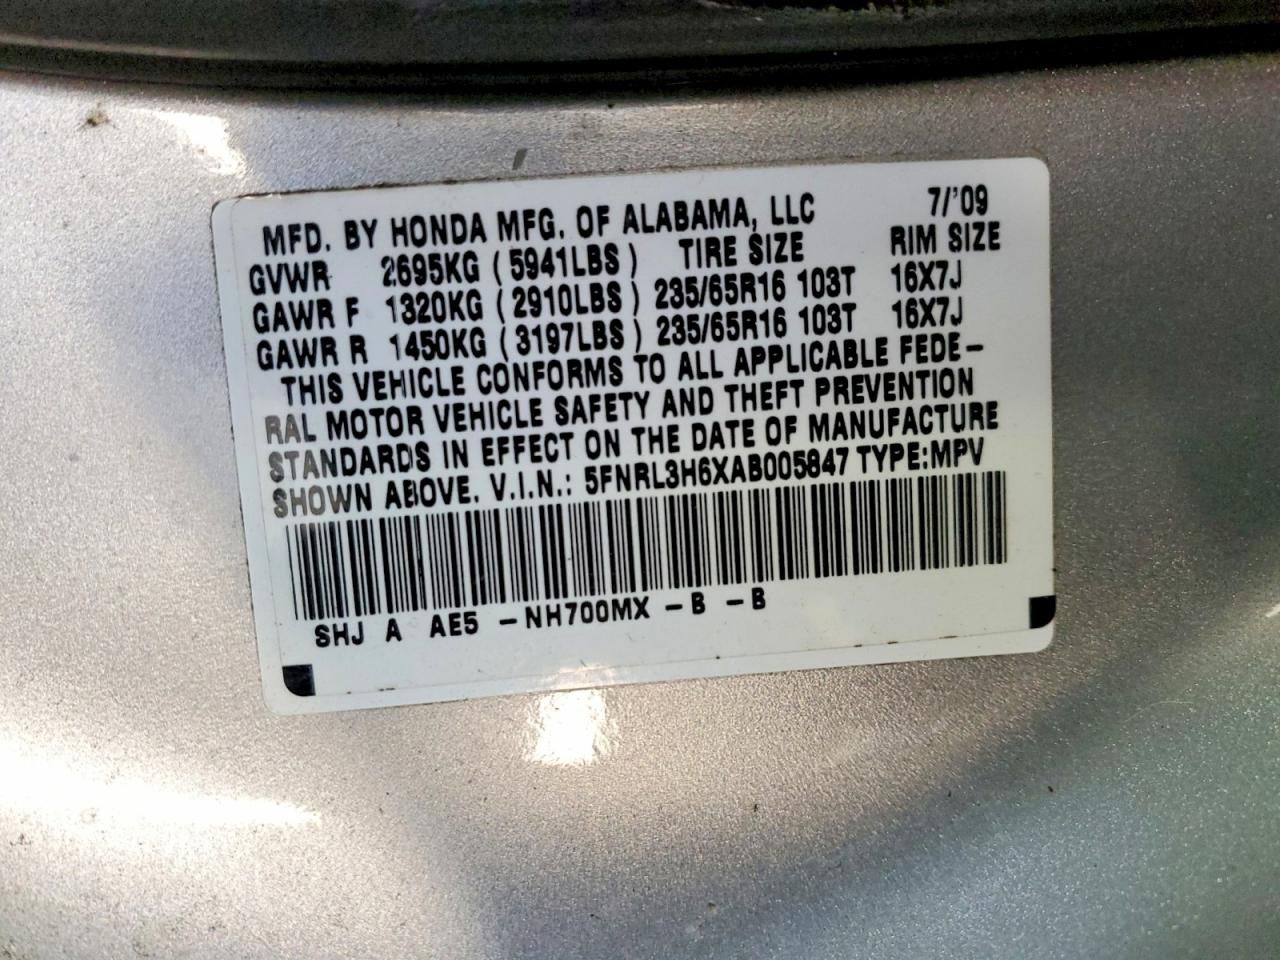 MFD. BY HONDA MFG. OF ALABAMA, LLC 7/'09
GVWR 2695KG (5941LBS) TIRE SIZE RIM SIZE
GAWR F 1320KG (2910LBS) 235/65R16 103T 16X7J
GAWR R 1450KG (3197LBS) 235/65R16 103T 16X7J
THIS VEHICLE CONFORMS TO ALL APPLICABLE FEDE-
RAL MOTOR VEHICLE SAFETY AND THEFT PREVENTION
STANDARDS IN EFFECT ON THE DATE OF MANUFACTURE
SHOWN ABOVE. V.I.N.: 5FNRL3H6XAB005847 TYPE:MPV
SHJ A AE5 -NH700MX -B -B